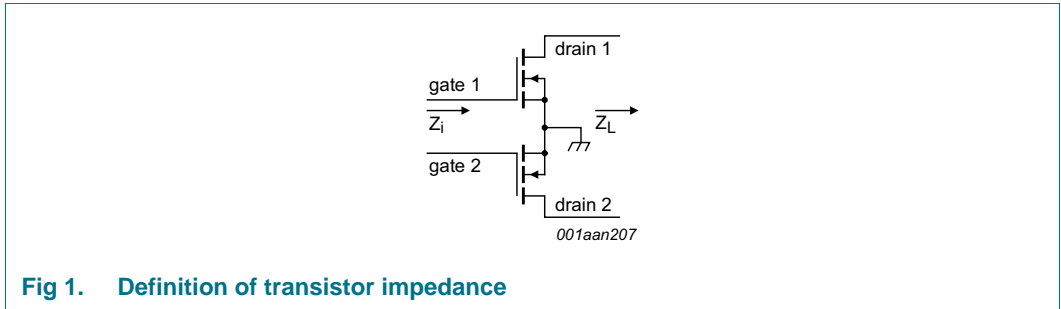 drain 1
gate 1
Zi
ZL
gate 2
drain 2
001aan207
Fig 1. Definition of transistor impedance